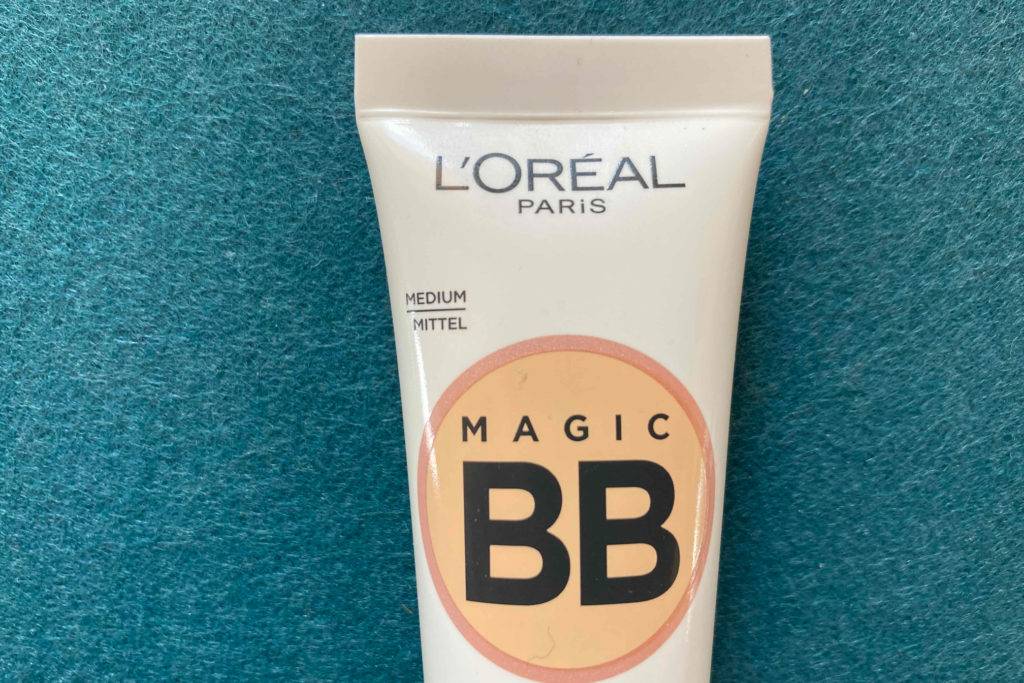 L'ORÉAL
PARiS
MEDIUM
MITTEL
MAGIC
BB